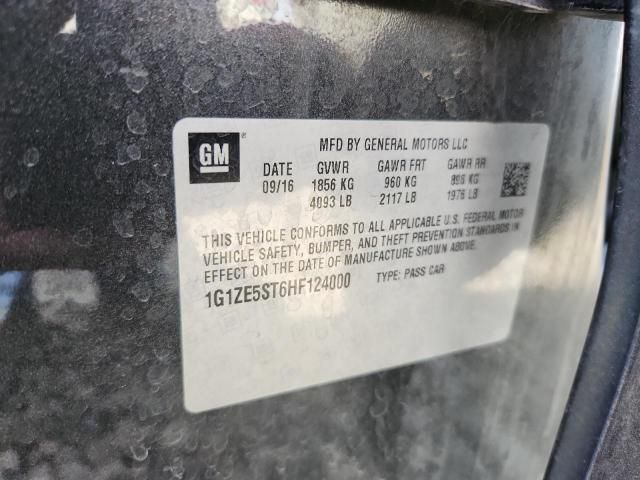 GM
MFD BY GENERAL MOTORS LLC
DATE GVWR GAWR FRT GAWR RR
09/16 1856 KG 960 KG 896 KG
4093 LB 2117 LB 1976 LB
THIS VEHICLE CONFORMS TO ALL APPLICABLE U.S. FEDERAL MOTOR
VEHICLE SAFETY, BUMPER, AND THEFT PREVENTION STANDARDS IN
EFFECT ON THE DATE OF MANUFACTURE SHOWN ABOVE.
1G1ZE5ST6HF124000 TYPE: PASS CAR